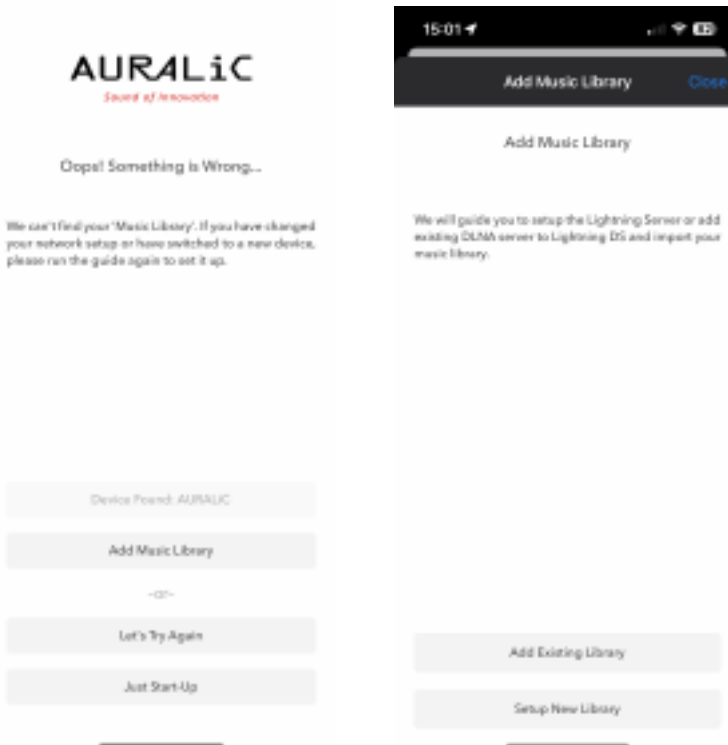 AURALiC
Sound of Innovation
Oops! Something is Wrong...
We can't find your 'Music Library'. If you have changed
your network setup or have switched to a new device,
please run the guide again to set it up.
Device Found: AURALiC
Add Music Library
-or-
Let's Try Again
Just Start-Up
15:01
Add Music Library
Close
Add Music Library
We will guide you to setup the Lightning Server or add
existing DLNA server to Lightning DS and import your
music library.
Add Existing Library
Setup New Library